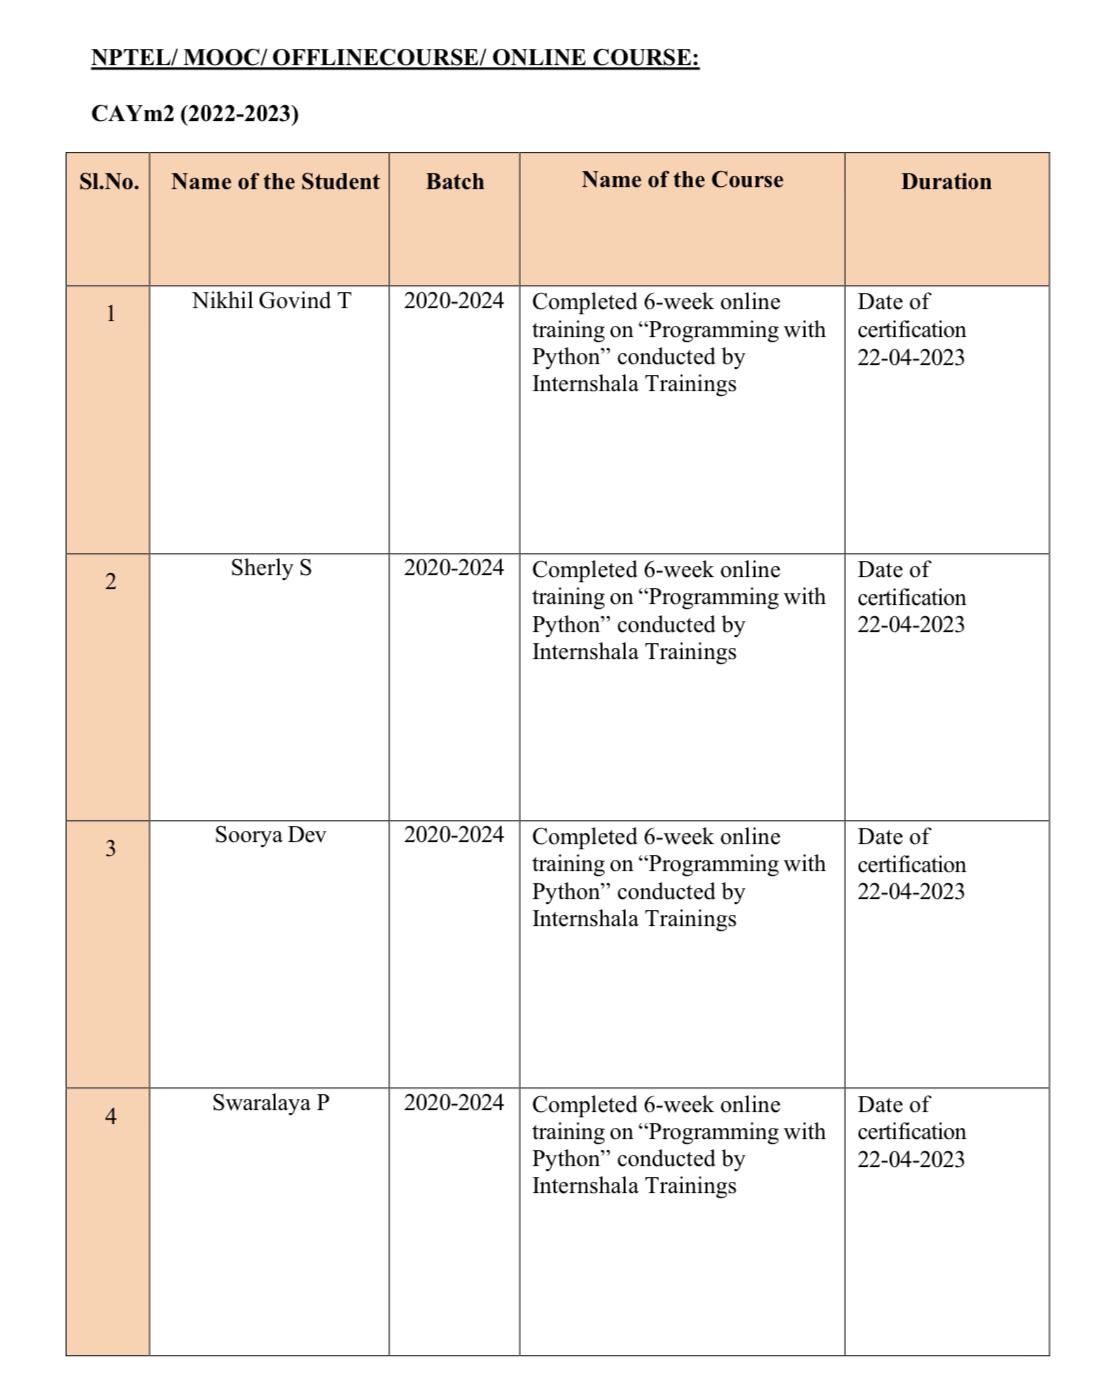 NPTEL/ MOOC/ OFFLINECOURSE/ ONLINE COURSE:
CAYm2 (2022-2023)
Sl.No. Name of the Student Batch Name of the Course Duration
1 Nikhil Govind T 2020-2024 Completed 6-week online Date of
training on “Programming with certification
Python” conducted by 22-04-2023
Internshala Trainings
2 Sherly S 2020-2024 Completed 6-week online Date of
training on “Programming with certification
Python” conducted by 22-04-2023
Internshala Trainings
3 Soorya Dev 2020-2024 Completed 6-week online Date of
training on “Programming with certification
Python” conducted by 22-04-2023
Internshala Trainings
4 Swaralaya P 2020-2024 Completed 6-week online Date of
training on “Programming with certification
Python” conducted by 22-04-2023
Internshala Trainings